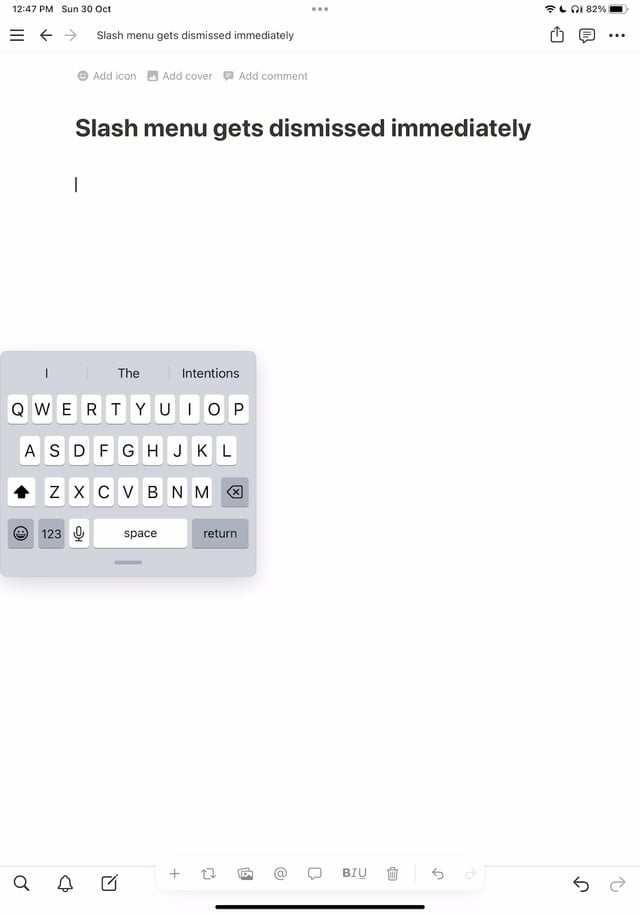 12:47 PM Sun 30 Oct
82%
Slash menu gets dismissed immediately
Add icon Add cover Add comment
Slash menu gets dismissed immediately
I The Intentions
Q W E R T Y U I O P
A S D F G H J K L
Z X C V B N M
123 space return
@ BIU